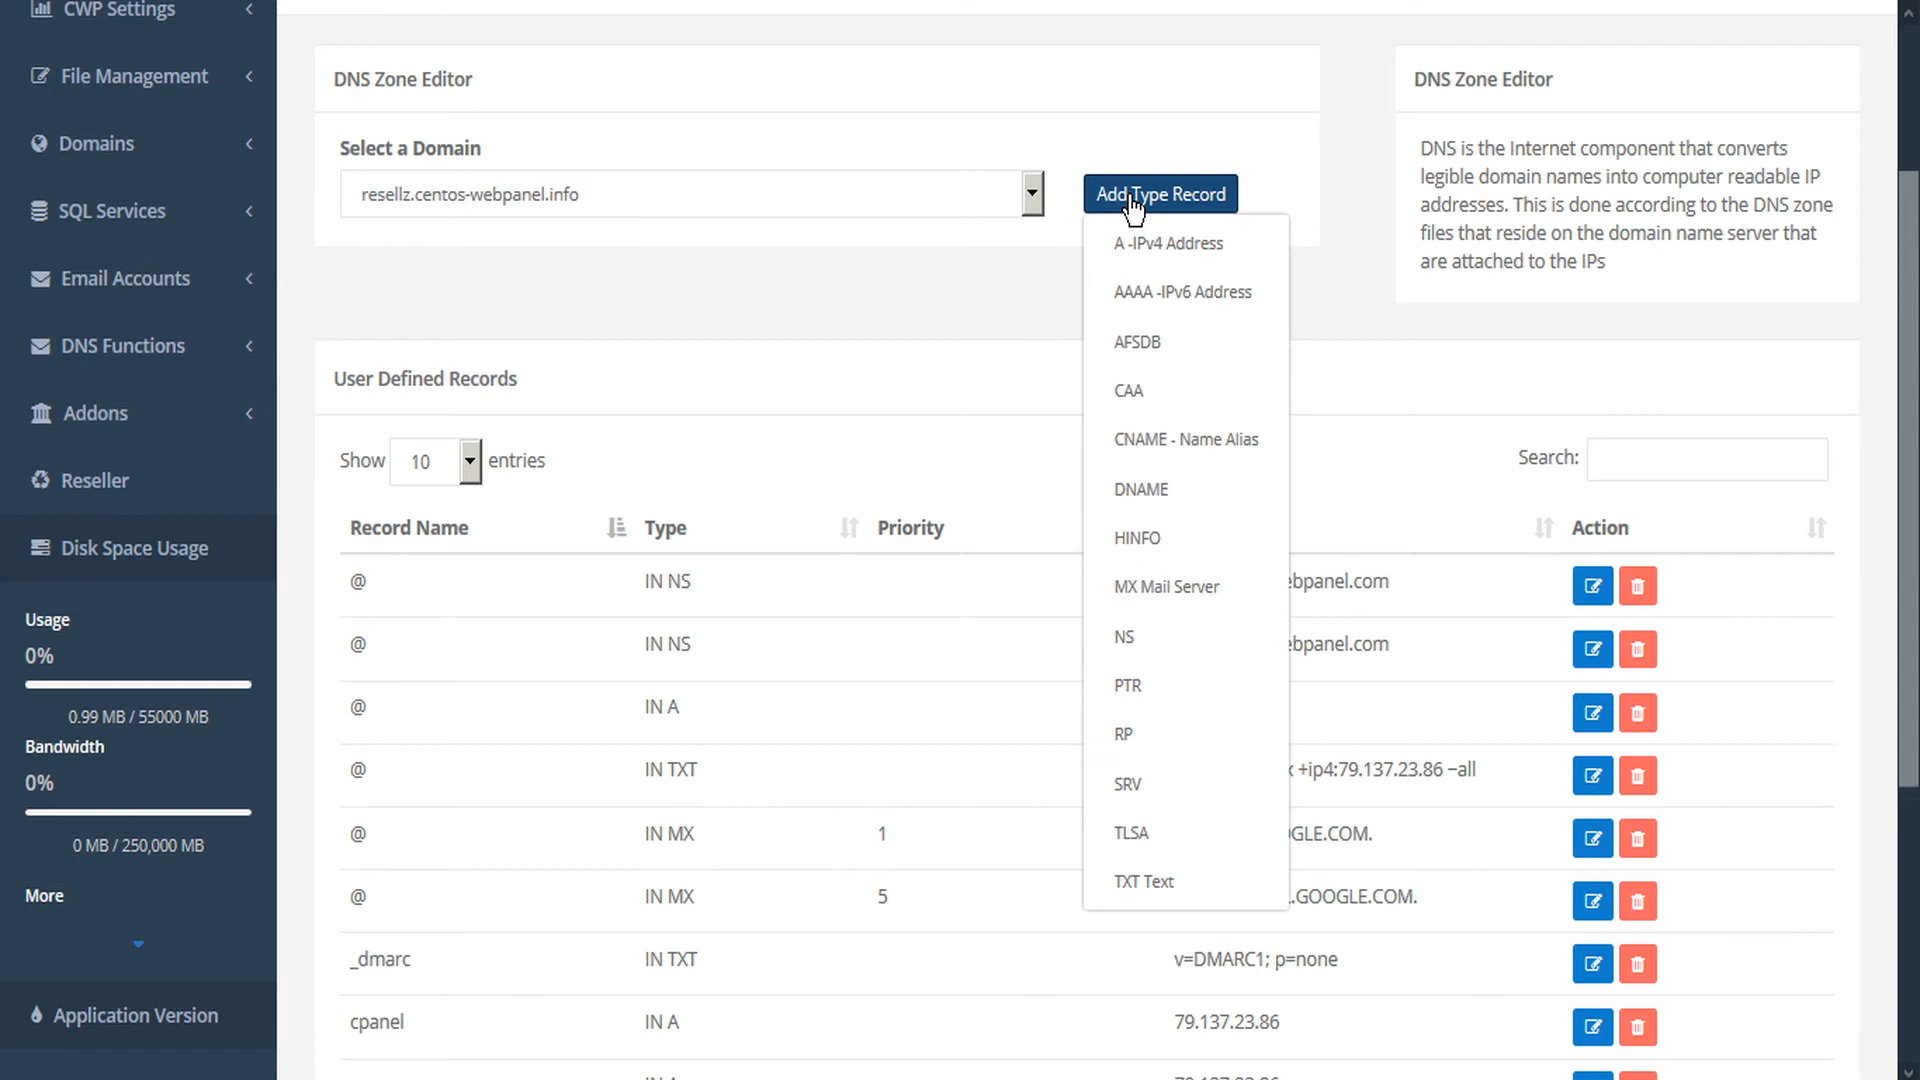 CWP Settings
File Management
Domains
SQL Services
Email Accounts
DNS Functions
Addons
Reseller
Disk Space Usage
Usage
0%
0.99 MB / 55000 MB
Bandwidth
0%
0 MB / 250,000 MB
More
Application Version
DNS Zone Editor
Select a Domain
resellz.centos-webpanel.info
Add Type Record
A -IPv4 Address
AAAA -IPv6 Address
AFSDB
CAA
CNAME - Name Alias
DNAME
HINFO
MX Mail Server
NS
PTR
RP
SRV
TLSA
TXT Text
DNS Zone Editor
DNS is the Internet component that converts
legible domain names into computer readable IP
addresses. This is done according to the DNS zone
files that reside on the domain name server that
are attached to the IPs
User Defined Records
Show 10 entries
Search:
Record Name Type Priority Action
@ IN NS ebpanel.com
@ IN NS ebpanel.com
@ IN A
@ IN TXT +ip4:79.137.23.86 ~all
@ IN MX 1 GLE.COM.
@ IN MX 5 .GOOGLE.COM.
_dmarc IN TXT v=DMARC1; p=none
cpanel IN A 79.137.23.86